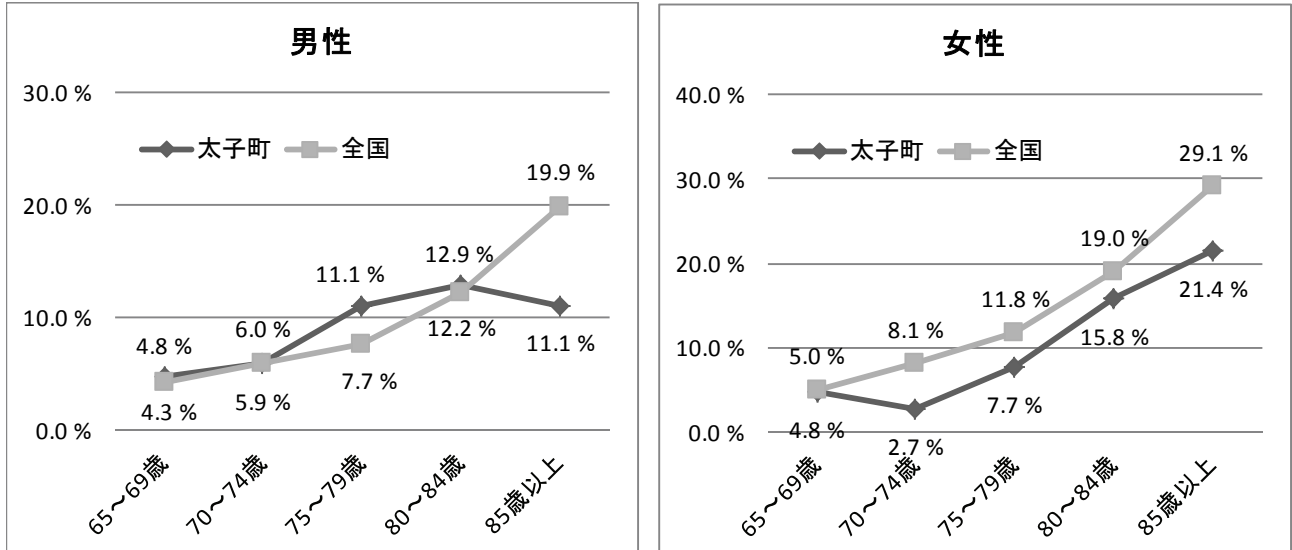 男性
30.0 %
20.0 %
10.0 %
0.0 %
太子町 全国
4.8 %
6.0 %
11.1 %
12.9 %
19.9 %
4.3 %
5.9 %
7.7 %
12.2 %
11.1 %
65～69歳
70～74歳
75～79歳
80～84歳
85歳以上
女性
40.0 %
30.0 %
20.0 %
10.0 %
0.0 %
太子町 全国
5.0 %
8.1 %
11.8 %
19.0 %
29.1 %
4.8 %
2.7 %
7.7 %
15.8 %
21.4 %
65～69歳
70～74歳
75～79歳
80～84歳
85歳以上